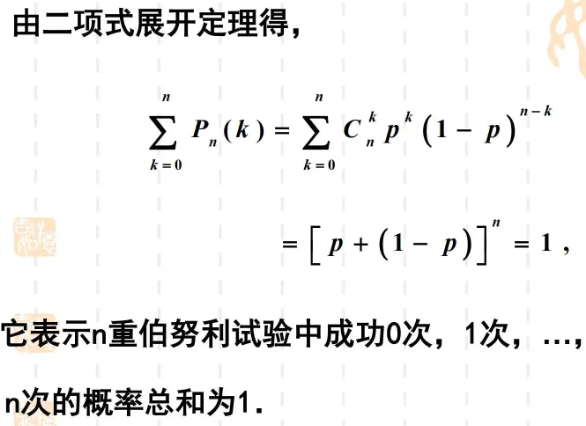 由二项式展开定理得，
\sum_{k=0}^{n} P_n(k) = \sum_{k=0}^{n} C_n^k p^k (1-p)^{n-k}
= [p+(1-p)]^n = 1,
它表示n重伯努利试验中成功0次，1次，…，
n次的概率总和为1.